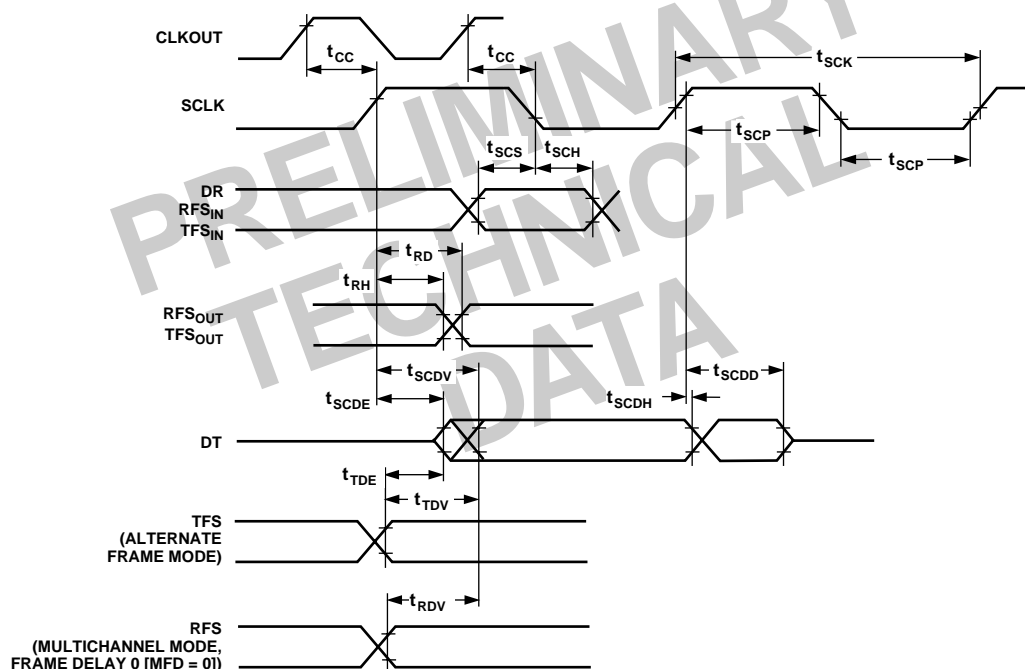 CLKOUT
tCC
tCC
tSCK
SCLK
tSCP
tSCP
tSCS
tSCH
DR
RFSIN
TFSIN
tRD
tRH
RFSOUT
TFSOUT
tSCDV
tSCDE
tSCDD
tSCDH
DT
tTDE
tTDV
TFS
(ALTERNATE
FRAME MODE)
tRDV
RFS
(MULTICHANNEL MODE,
FRAME DELAY 0 [MFD = 0])
PRELIMINARY
TECHNICAL
DATA